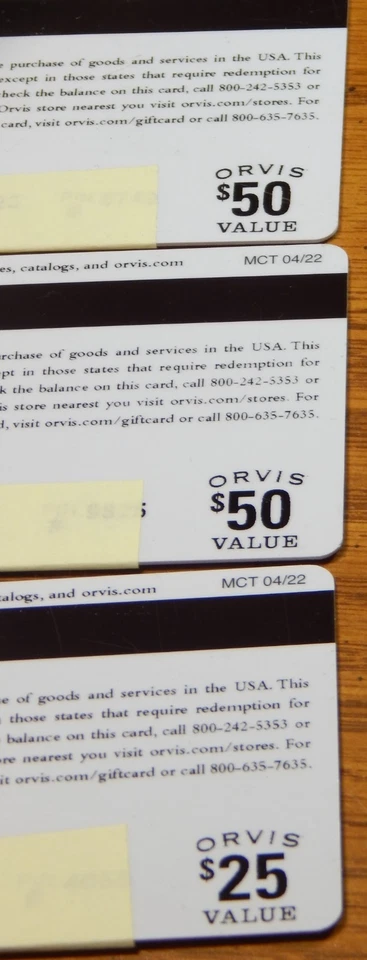 purchase of goods and services in the USA. This
except in those states that require redemption for
check the balance on this card, call 800-242-5353 or
Orvis store nearest you visit orvis.com/stores. For
card, visit orvis.com/giftcard or call 800-635-7635.
ORVIS
$50
VALUE
es, catalogs, and orvis.com MCT 04/22
rchase of goods and services in the USA. This
pt in those states that require redemption for
k the balance on this card, call 800-242-5353 or
is store nearest you visit orvis.com/stores. For
d, visit orvis.com/giftcard or call 800-635-7635.
ORVIS
$50
VALUE
talogs, and orvis.com MCT 04/22
e of goods and services in the USA. This
those states that require redemption for
balance on this card, call 800-242-5353 or
re nearest you visit orvis.com/stores. For
it orvis.com/giftcard or call 800-635-7635.
ORVIS
$25
VALUE